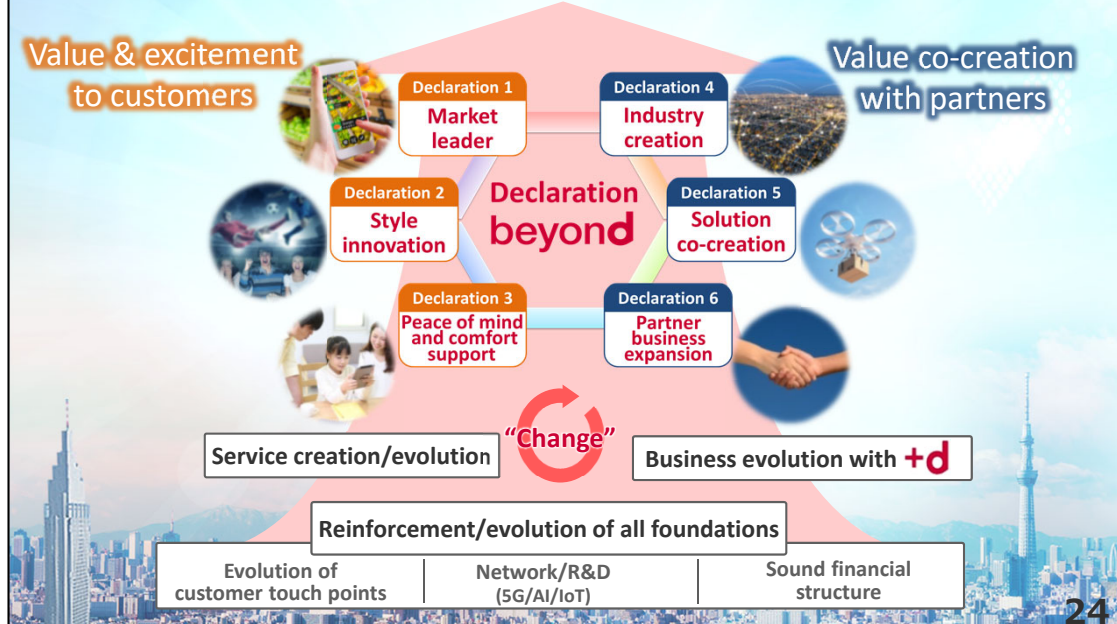 Value & excitement
to customers
Value co-creation
with partners
Declaration 1
Market
leader
Declaration 4
Industry
creation
Declaration 2
Style
innovation
Declaration
beyond
Declaration 5
Solution
co-creation
Declaration 3
Peace of mind
and comfort
support
Declaration 6
Partner
business
expansion
“Change”
Service creation/evolution
Business evolution with +d
Reinforcement/evolution of all foundations
Evolution of
customer touch points
Network/R&D
(5G/AI/IoT)
Sound financial
structure
24